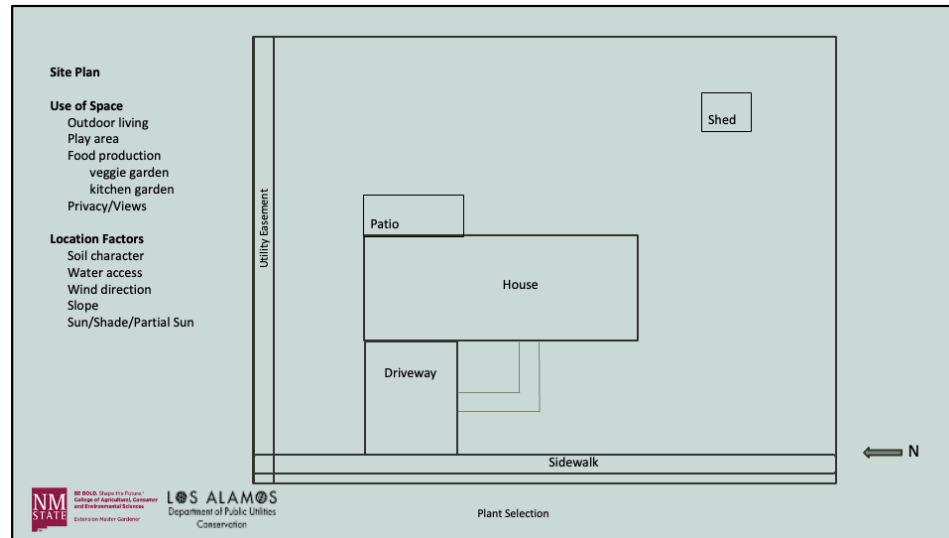 Site Plan
Use of Space
Outdoor living
Play area
Food production
veggie garden
kitchen garden
Privacy/Views
Location Factors
Soil character
Water access
Wind direction
Slope
Sun/Shade/Partial Sun
Utility Easement
Shed
Patio
House
Driveway
Sidewalk
N
NM
STATE
BE BOLD. Shape the Future.®
College of Agricultural, Consumer
and Environmental Sciences
Extension Master Gardener
LOS ALAMOS
Department of Public Utilities
Conservation
Plant Selection